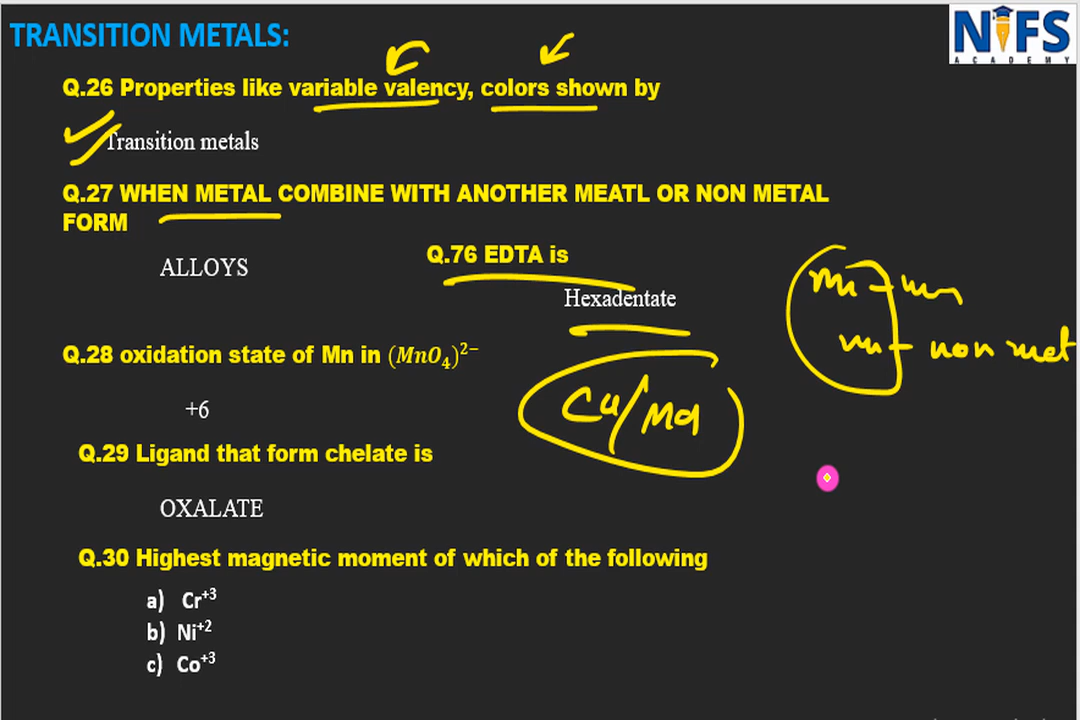 TRANSITION METALS:
NIFS
ACADEMY
Q.26 Properties like variable valency, colors shown by
Transition metals
Q.27 WHEN METAL COMBINE WITH ANOTHER MEATL OR NON METAL
FORM
ALLOYS
Q.76 EDTA is
Hexadentate
non met
Q.28 oxidation state of Mn in (MnO₄)²⁻
+6
Q.29 Ligand that form chelate is
OXALATE
Q.30 Highest magnetic moment of which of the following
a) Cr⁺³
b) Ni⁺²
c) Co⁺³